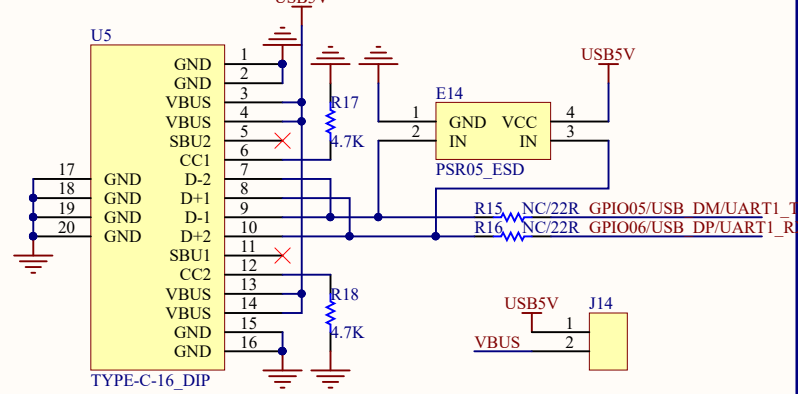 USB5V
U5
GND 1
GND 2
VBUS 3
VBUS 4
SBU2 5
CC1 6
17 GND D-2 7
18 GND D+1 8
19 GND D-1 9
20 GND D+2 10
SBU1 11
CC2 12
VBUS 13
VBUS 14
GND 15
GND 16
TYPE-C-16_DIP
R17
4.7K
R18
4.7K
E14
1 GND VCC 4
2 IN IN 3
PSR05_ESD
USB5V
R15 NC/22R GPIO05/USB_DM/UART1_T
R16 NC/22R GPIO06/USB_DP/UART1_R
USB5V
J14
1
VBUS 2